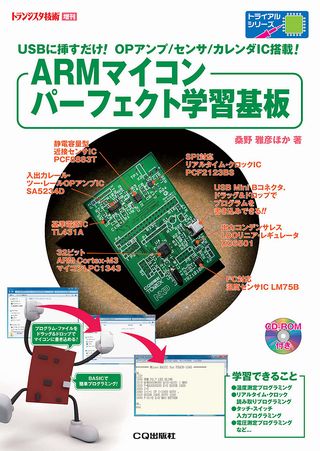 トランジスタ技術 増刊
トライアル
シリーズ
USBに挿すだけ! OPアンプ/センサ/カレンダIC搭載!
ARMマイコン
パーフェクト学習基板
桑野 雅彦ほか 著
静電容量型
近接センサIC
PCF8883T
入出力レール・
ツー・レールOPアンプIC
SA5234D
基準電源IC
TL431A
32ビット
ARM Cortex-M3
マイコンLPC1343
SPI対応
リアルタイム・クロックIC
PCF2123BS
USB Mini Bコネクタ,
ドラッグ&ドロップで
プログラムを
書き込みできる!!
出力コンデンサレス
LDOリニア・レギュレータ
I²C対応
温度センサIC LM75B
プログラム・ファイルを
ドラッグ&ドロップで
マイコンに書き込める?
BASICで
簡単プログラミング!
CD-ROM
付き
学習できること
●温度測定プログラミング
●リアルタイム・クロック
読み取りプログラミング
●タッチ・スイッチ
入力プログラミング
●電圧測定プログラミング
など…
CQ出版社